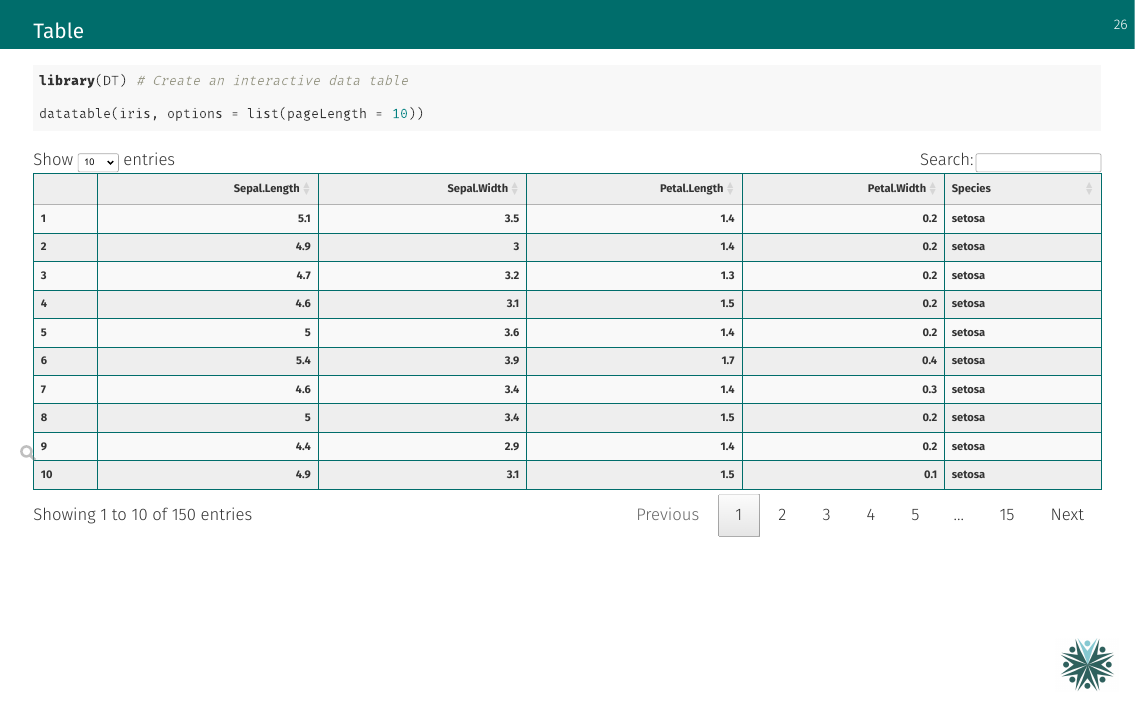 Table
26
library(DT) # Create an interactive data table
datatable(iris, options = list(pageLength = 10))
Show 10 entries Search:
Sepal.Length Sepal.Width Petal.Length Petal.Width Species
1 5.1 3.5 1.4 0.2 setosa
2 4.9 3 1.4 0.2 setosa
3 4.7 3.2 1.3 0.2 setosa
4 4.6 3.1 1.5 0.2 setosa
5 5 3.6 1.4 0.2 setosa
6 5.4 3.9 1.7 0.4 setosa
7 4.6 3.4 1.4 0.3 setosa
8 5 3.4 1.5 0.2 setosa
9 4.4 2.9 1.4 0.2 setosa
10 4.9 3.1 1.5 0.1 setosa
Showing 1 to 10 of 150 entries Previous 1 2 3 4 5 … 15 Next